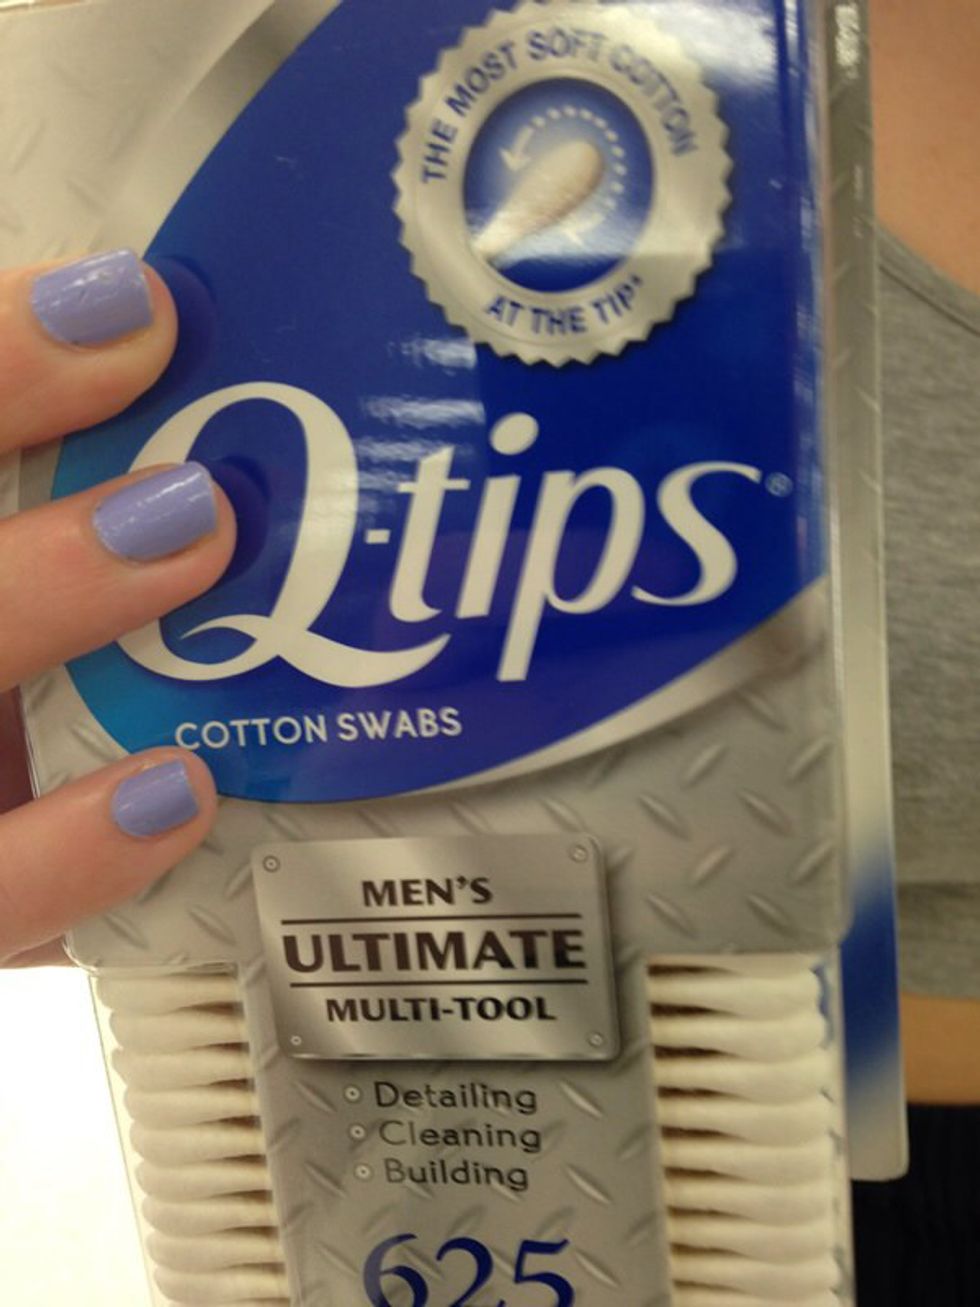 THE MOST SOFT COTTON
AT THE TIP*
Q-tips®
COTTON SWABS
MEN'S
ULTIMATE
MULTI-TOOL
Detailing
Cleaning
Building
625